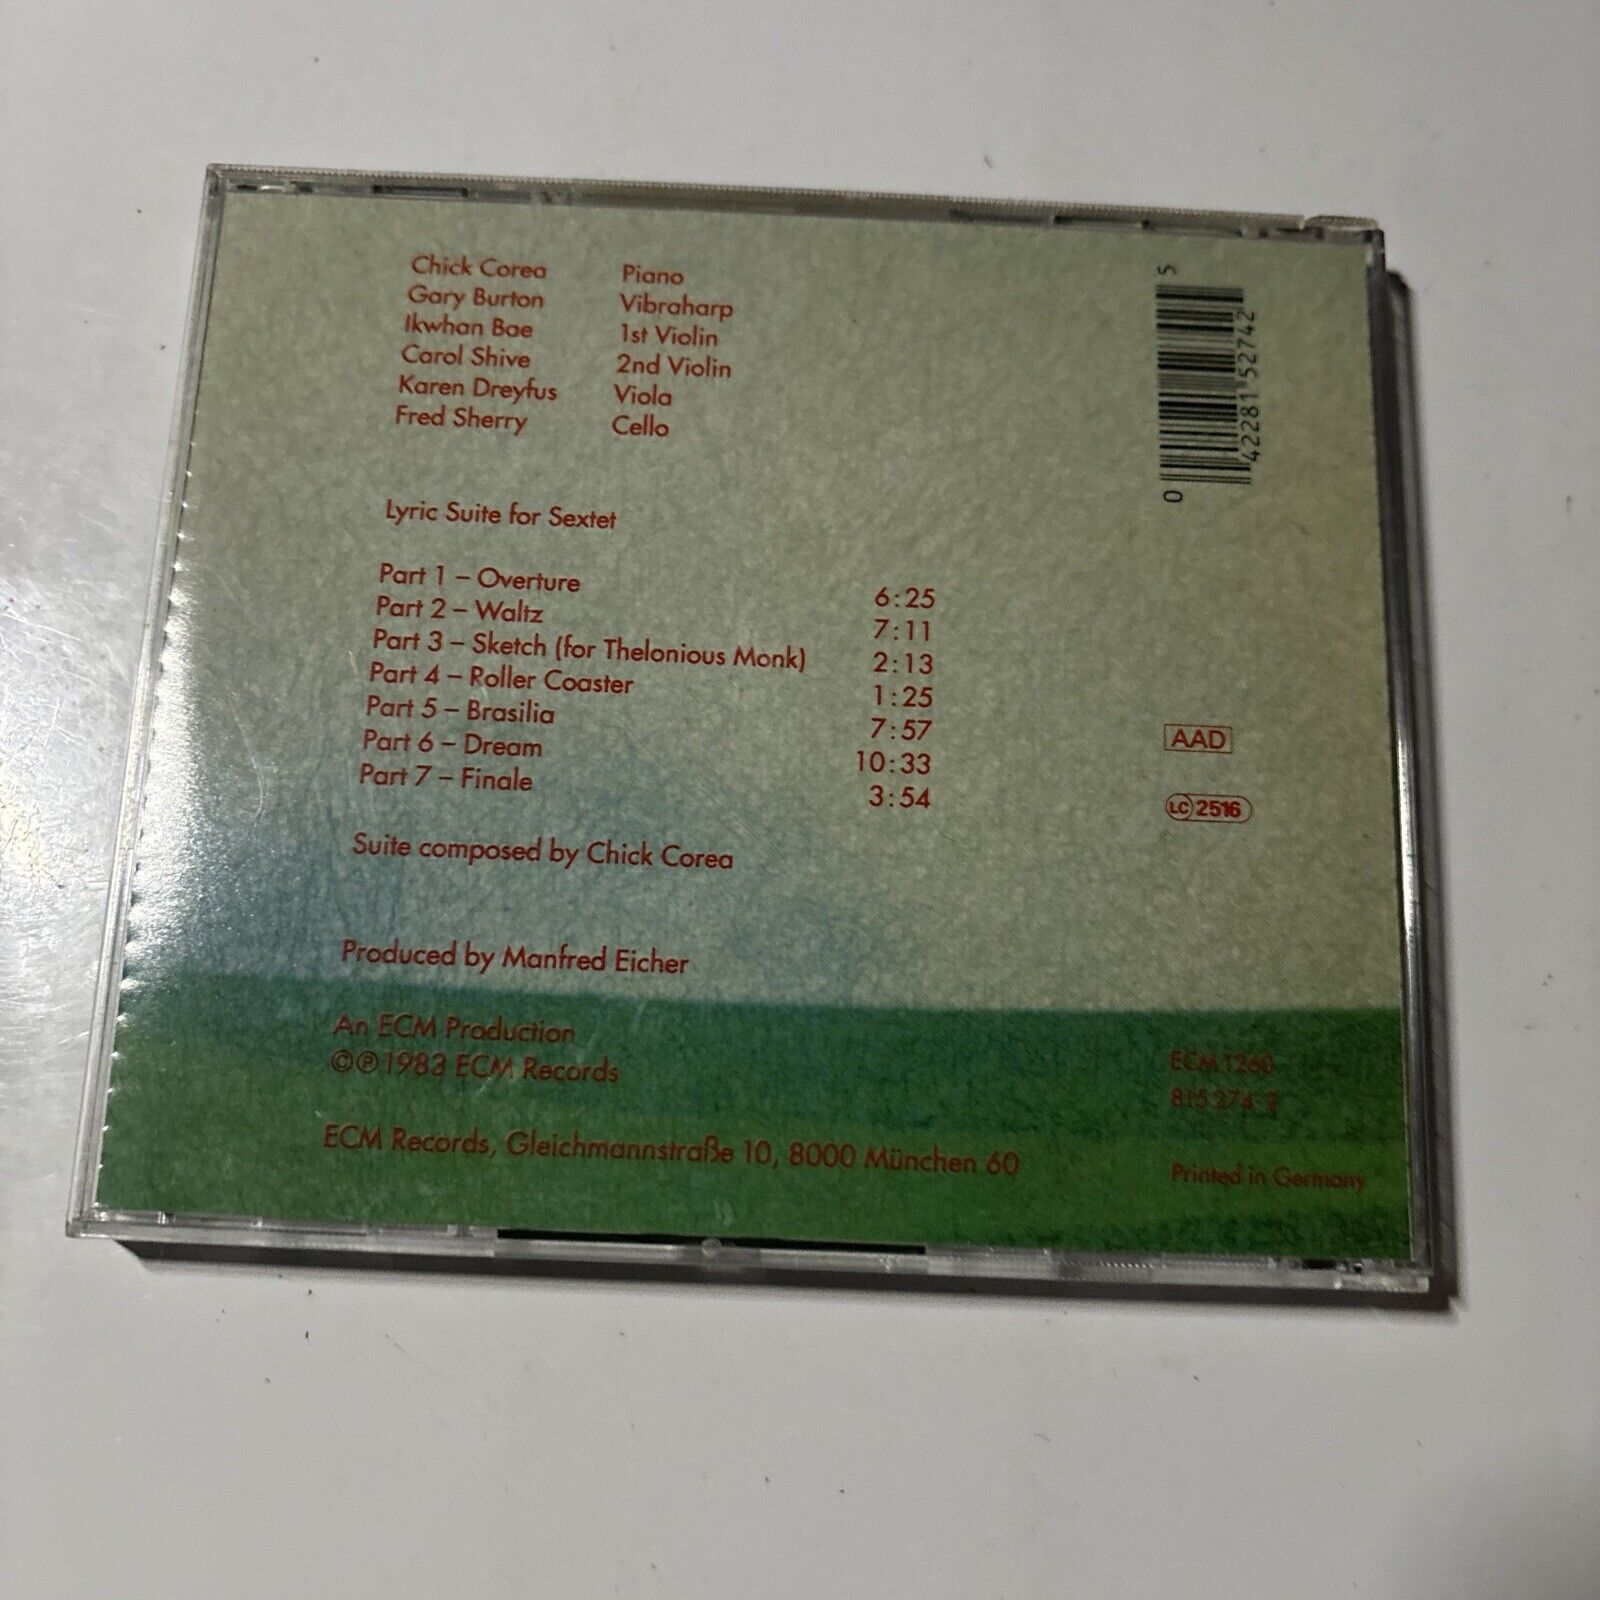 Chick Corea Piano
Gary Burton Vibraharp
Ikwhan Bae 1st Violin
Carol Shive 2nd Violin
Karen Dreyfus Viola
Fred Sherry Cello
Lyric Suite for Sextet
Part 1 – Overture 6:25
Part 2 – Waltz 7:11
Part 3 – Sketch (for Thelonious Monk) 2:13
Part 4 – Roller Coaster 1:25
Part 5 – Brasilia 7:57
Part 6 – Dream 10:33
Part 7 – Finale 3:54
Suite composed by Chick Corea
Produced by Manfred Eicher
An ECM Production
©℗1983 ECM Records
ECM Records, Gleichmannstraße 10, 8000 München 60
0 42281 52742 5
AAD
LC 2516
ECM 1260
815 274-2
Printed in Germany